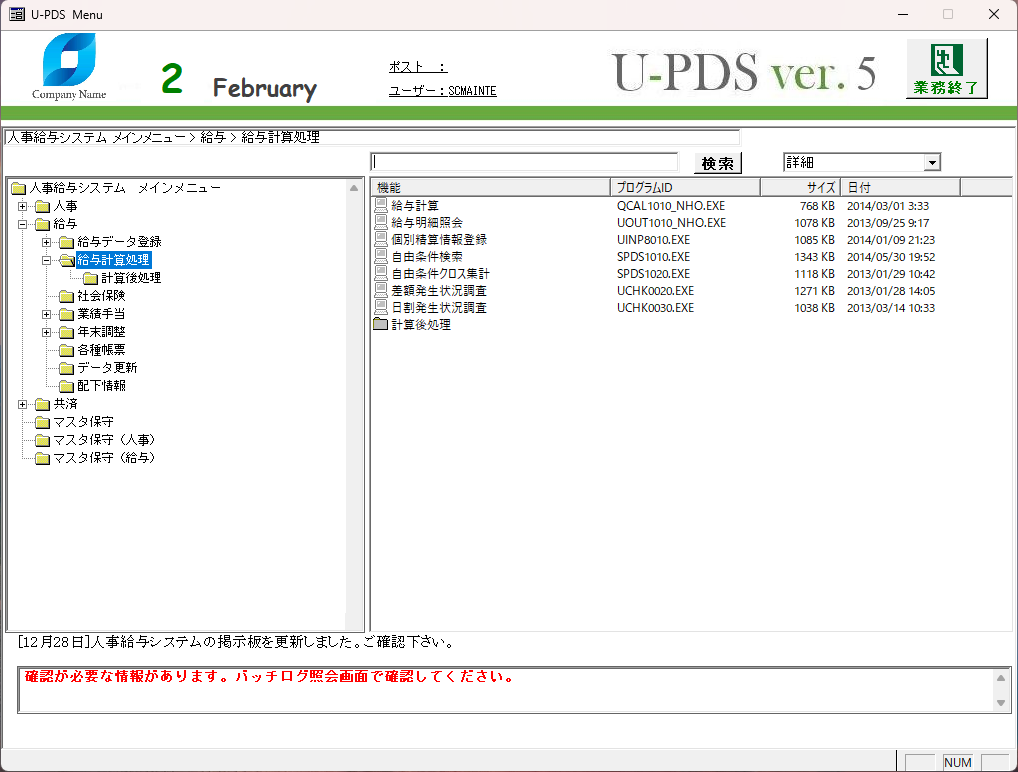 U-PDS Menu
Company Name
2 February
ポスト ：
ユーザー：SCMAINTE
U-PDS ver. 5
業務終了
人事給与システム メインメニュー > 給与 > 給与計算処理
検索
詳細
人事給与システム　メインメニュー
人事
給与
給与データ登録
給与計算処理
計算後処理
社会保険
業績手当
年末調整
各種帳票
データ更新
配下情報
共済
マスタ保守
マスタ保守（人事）
マスタ保守（給与）
機能 プログラムID サイズ 日付
給与計算 QCAL1010_NHO.EXE 768 KB 2014/03/01 3:33
給与明細照会 UOUT1010_NHO.EXE 1078 KB 2013/09/25 9:17
個別精算情報登録 UINP8010.EXE 1085 KB 2014/01/09 21:23
自由条件検索 SPDS1010.EXE 1343 KB 2014/05/30 19:52
自由条件クロス集計 SPDS1020.EXE 1118 KB 2013/01/29 10:42
差額発生状況調査 UCHK0020.EXE 1271 KB 2013/01/28 14:05
日割発生状況調査 UCHK0030.EXE 1038 KB 2013/03/14 10:33
計算後処理
[12月28日]人事給与システムの掲示板を更新しました。ご確認下さい。
確認が必要な情報があります。バッチログ照会画面で確認してください。
NUM